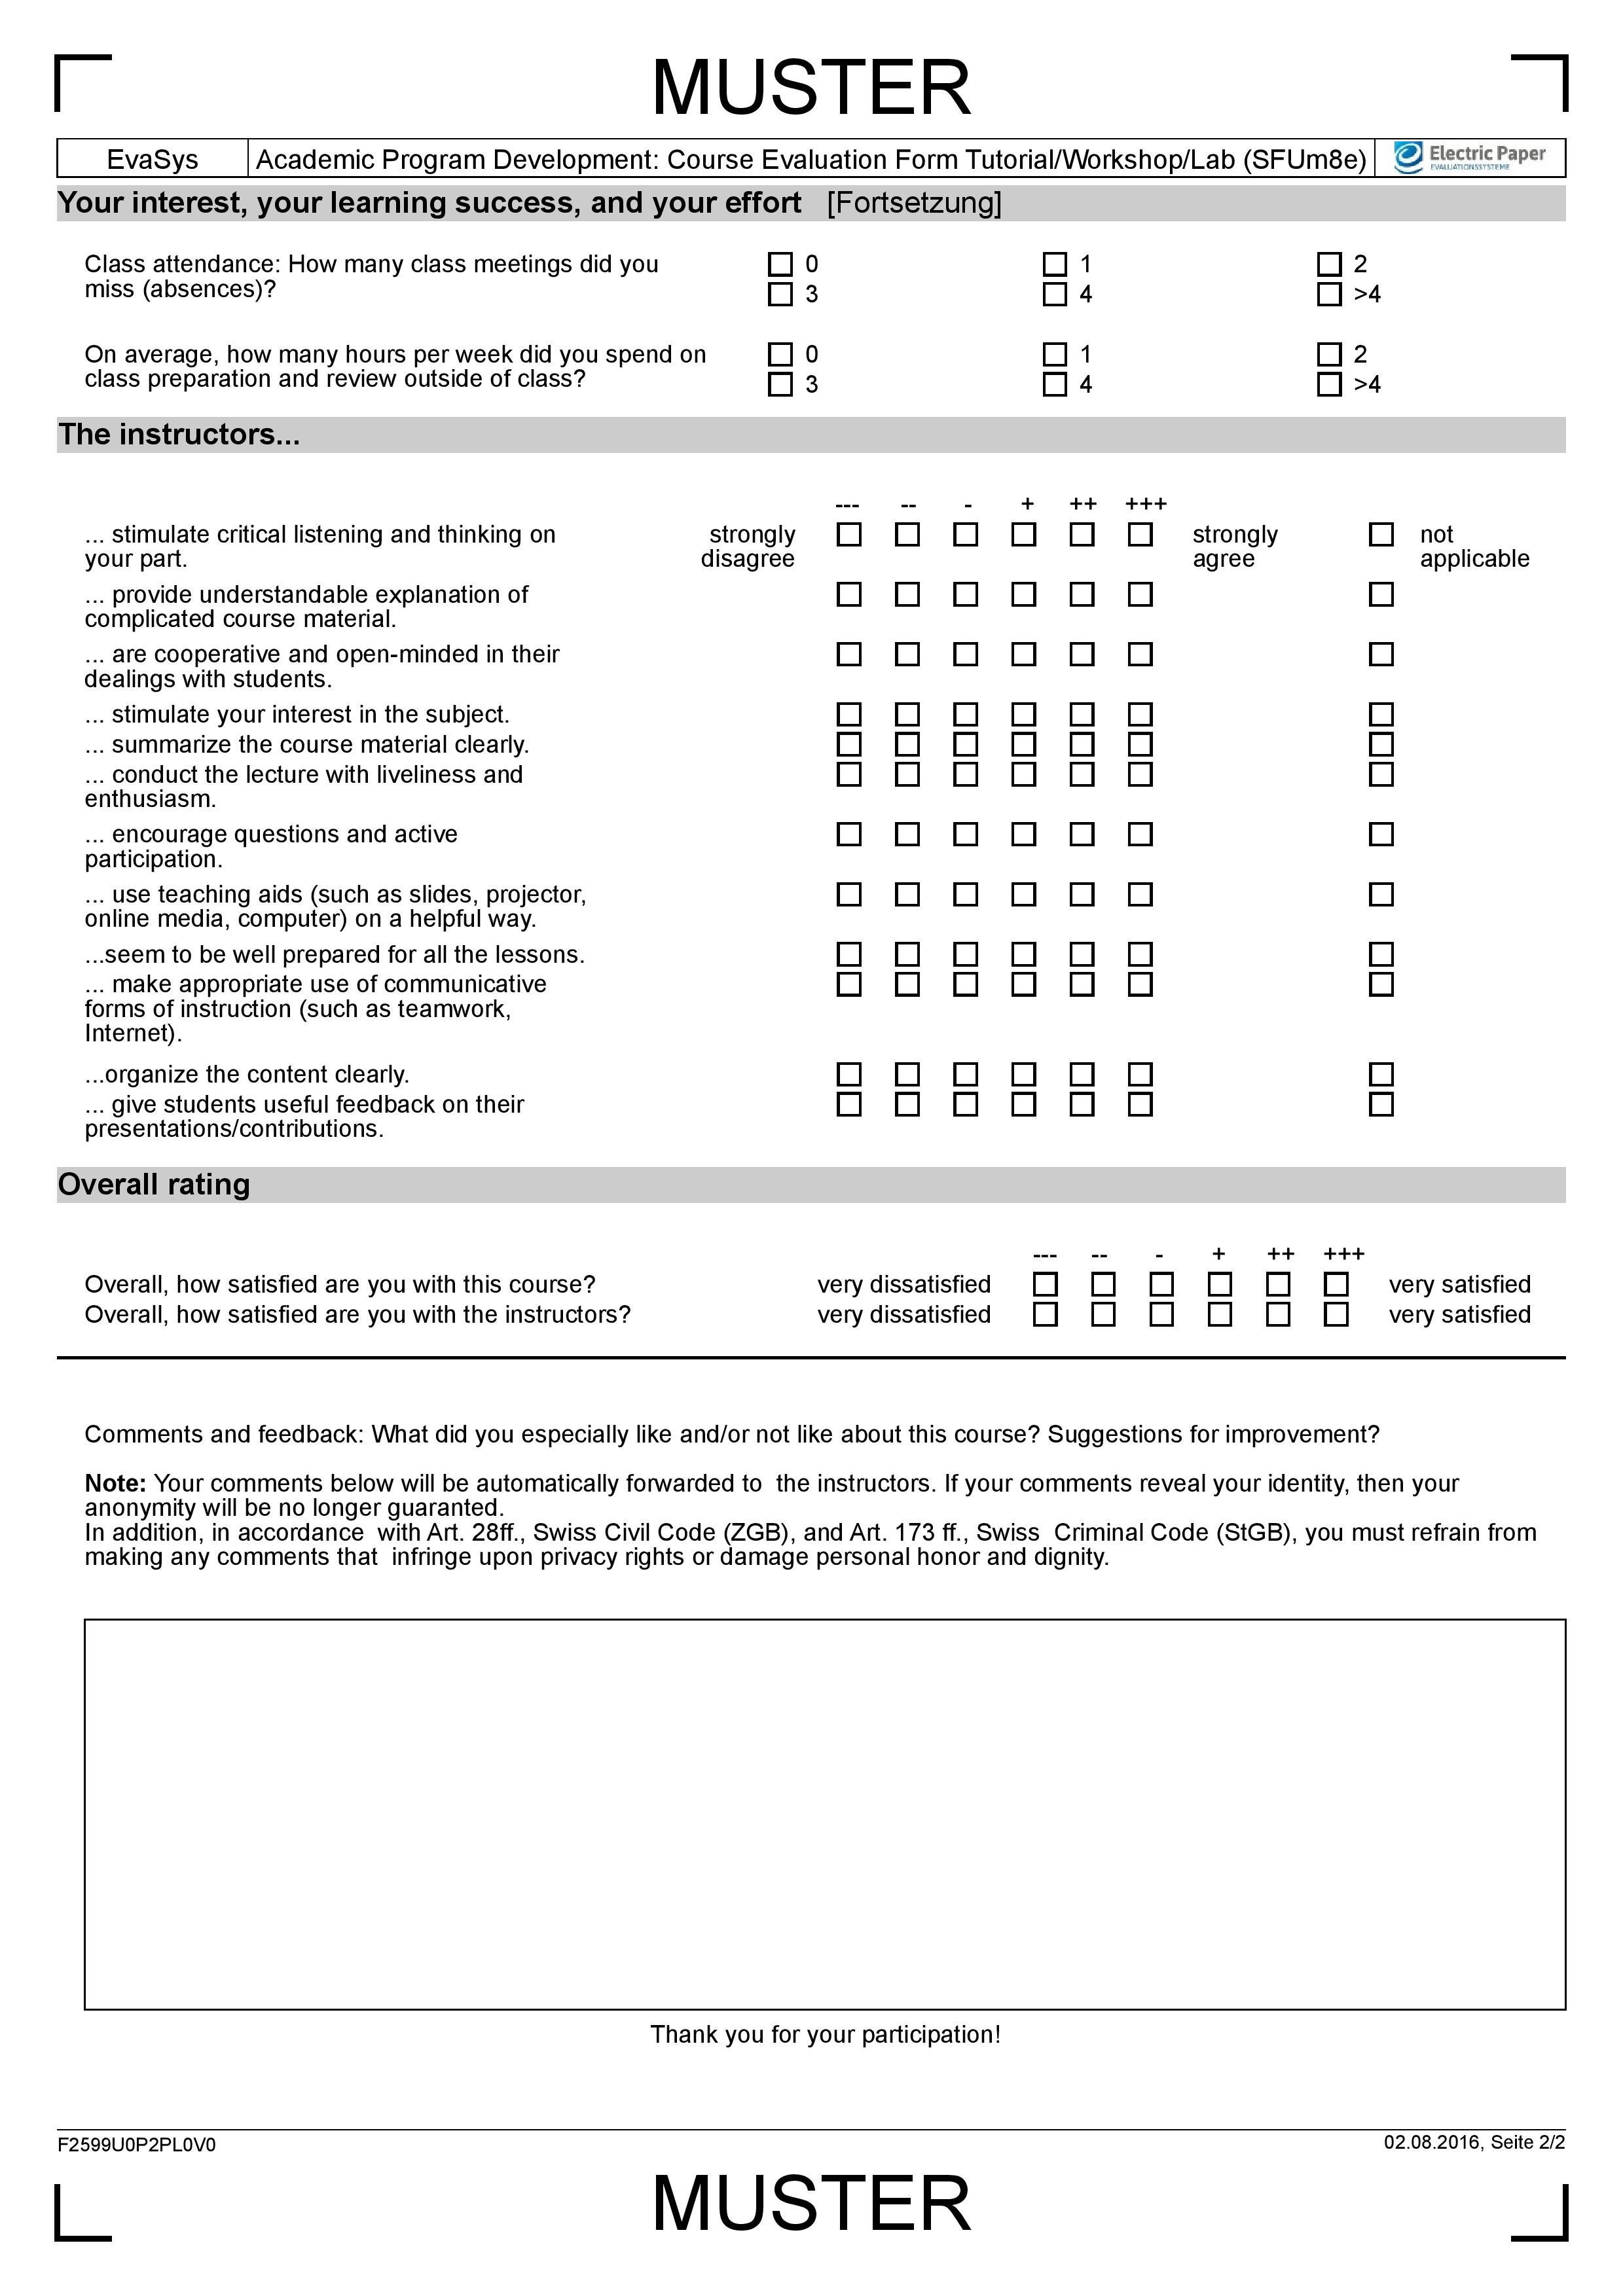 MUSTER
EvaSys Academic Program Development: Course Evaluation Form Tutorial/Workshop/Lab (SFUm8e) Electric Paper
EVALUATIONSSYSTEME
Your interest, your learning success, and your effort [Fortsetzung]
Class attendance: How many class meetings did you 0 1 2
miss (absences)? 3 4 >4
On average, how many hours per week did you spend on 0 1 2
class preparation and review outside of class? 3 4 >4
The instructors...
--- -- - + ++ +++
... stimulate critical listening and thinking on strongly strongly not
your part. disagree agree applicable
... provide understandable explanation of
complicated course material.
... are cooperative and open-minded in their
dealings with students.
... stimulate your interest in the subject.
... summarize the course material clearly.
... conduct the lecture with liveliness and
enthusiasm.
... encourage questions and active
participation.
... use teaching aids (such as slides, projector,
online media, computer) on a helpful way.
...seem to be well prepared for all the lessons.
... make appropriate use of communicative
forms of instruction (such as teamwork,
Internet).
...organize the content clearly.
... give students useful feedback on their
presentations/contributions.
Overall rating
--- -- - + ++ +++
Overall, how satisfied are you with this course? very dissatisfied very satisfied
Overall, how satisfied are you with the instructors? very dissatisfied very satisfied
Comments and feedback: What did you especially like and/or not like about this course? Suggestions for improvement?
Note: Your comments below will be automatically forwarded to the instructors. If your comments reveal your identity, then your
anonymity will be no longer guaranted.
In addition, in accordance with Art. 28ff., Swiss Civil Code (ZGB), and Art. 173 ff., Swiss Criminal Code (StGB), you must refrain from
making any comments that infringe upon privacy rights or damage personal honor and dignity.
Thank you for your participation!
F2599U0P2PL0V0 02.08.2016, Seite 2/2
MUSTER